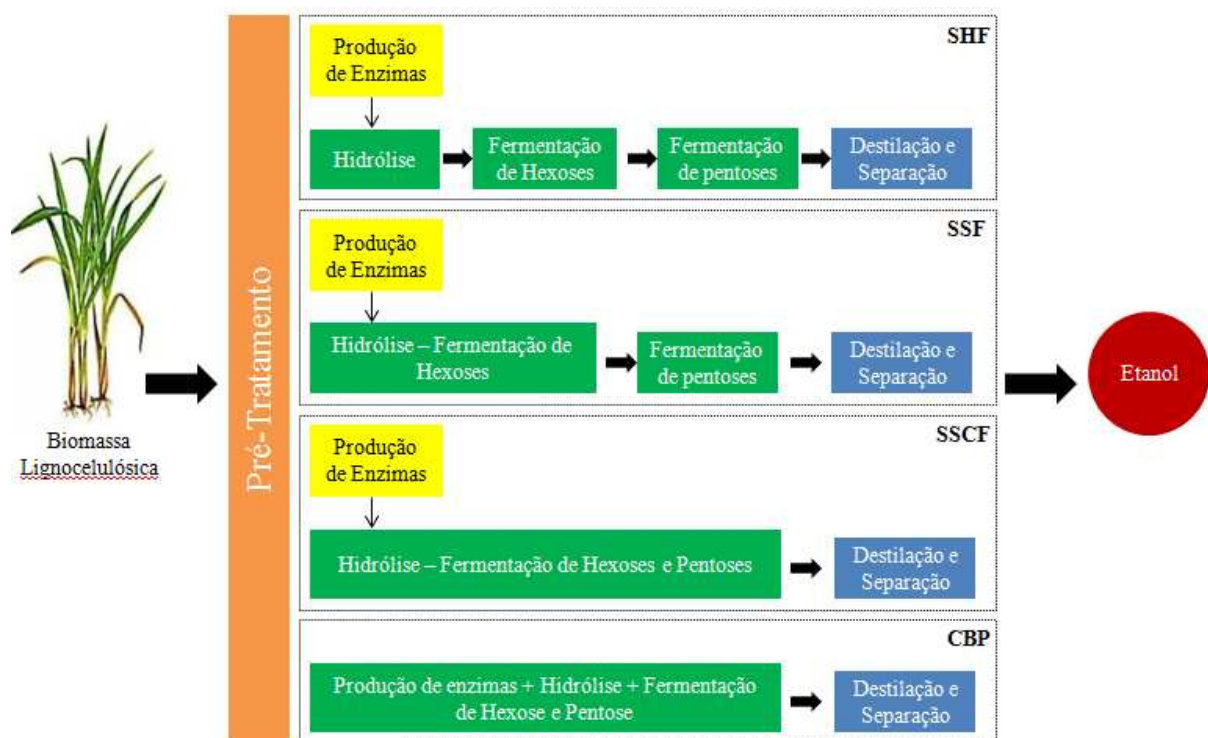 Biomassa
Lignocelulósica
Pré-Tratamento
SHF
Produção
de Enzimas
Hidrólise
Fermentação
de Hexoses
Fermentação
de pentoses
Destilação e
Separação
SSF
Produção
de Enzimas
Hidrólise – Fermentação de
Hexoses
Fermentação
de pentoses
Destilação e
Separação
SSCF
Produção
de Enzimas
Hidrólise – Fermentação de Hexoses e Pentoses
Destilação e
Separação
CBP
Produção de enzimas + Hidrólise + Fermentação
de Hexose e Pentose
Destilação e
Separação
Etanol